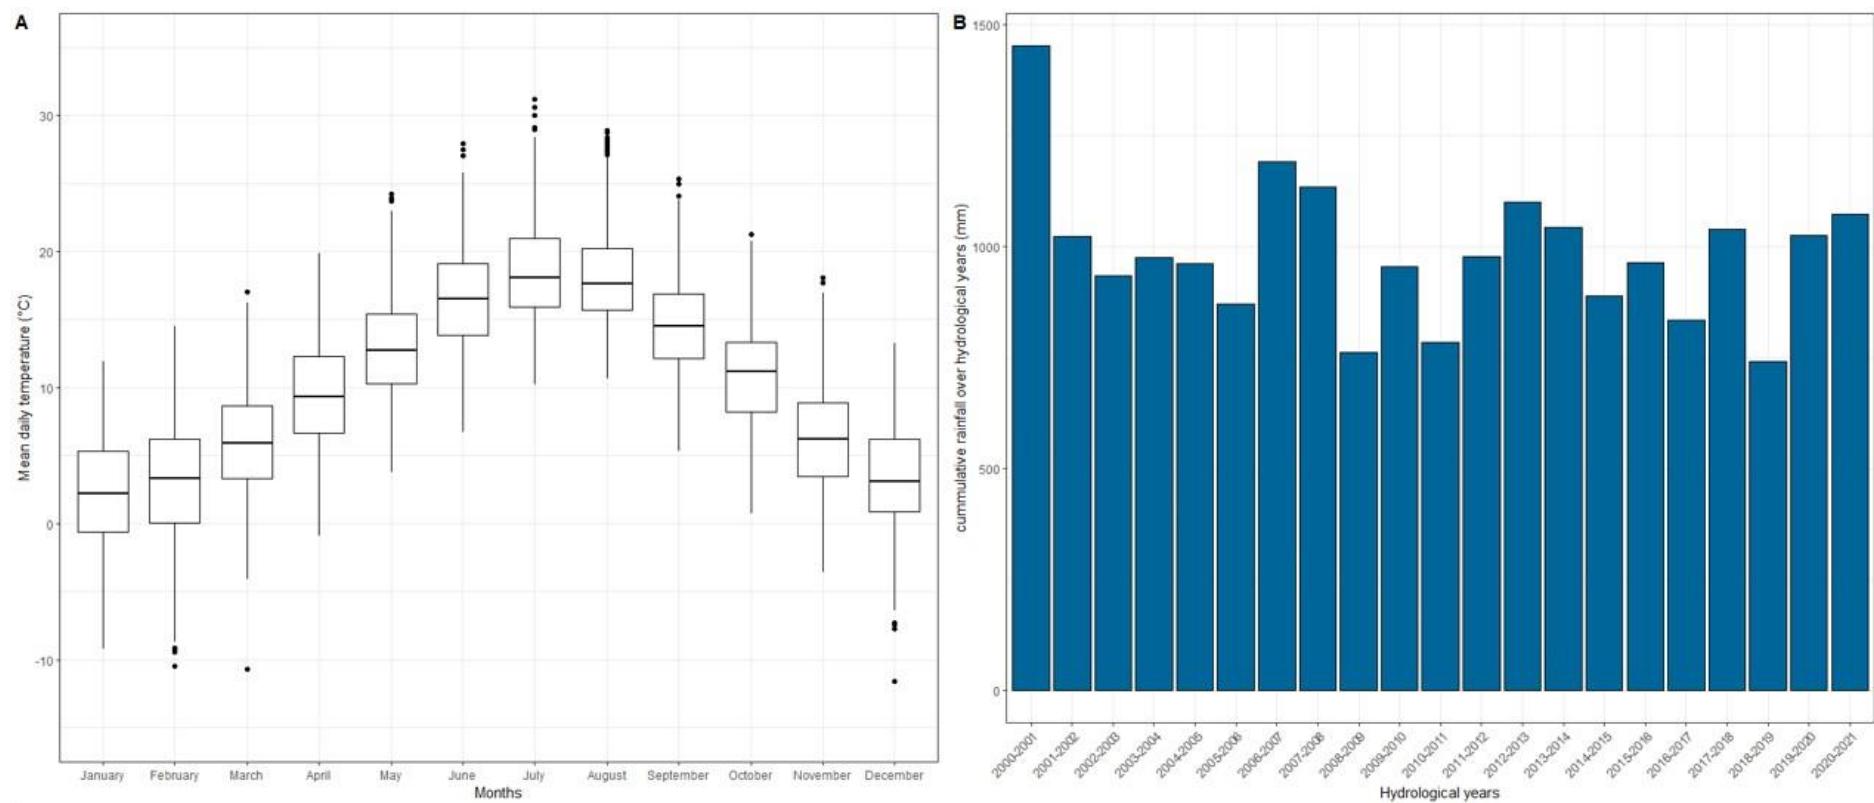 A
Mean daily temperature (°C)
30
20
10
0
-10
January February March April May June July August September October November December
Months
B
cummulative rainfall over hydrological years (mm)
1500
1000
500
0
2000-2001 2001-2002 2002-2003 2003-2004 2004-2005 2005-2006 2006-2007 2007-2008 2008-2009 2009-2010 2010-2011 2011-2012 2012-2013 2013-2014 2014-2015 2015-2016 2016-2017 2017-2018 2018-2019 2019-2020 2020-2021
Hydrological years